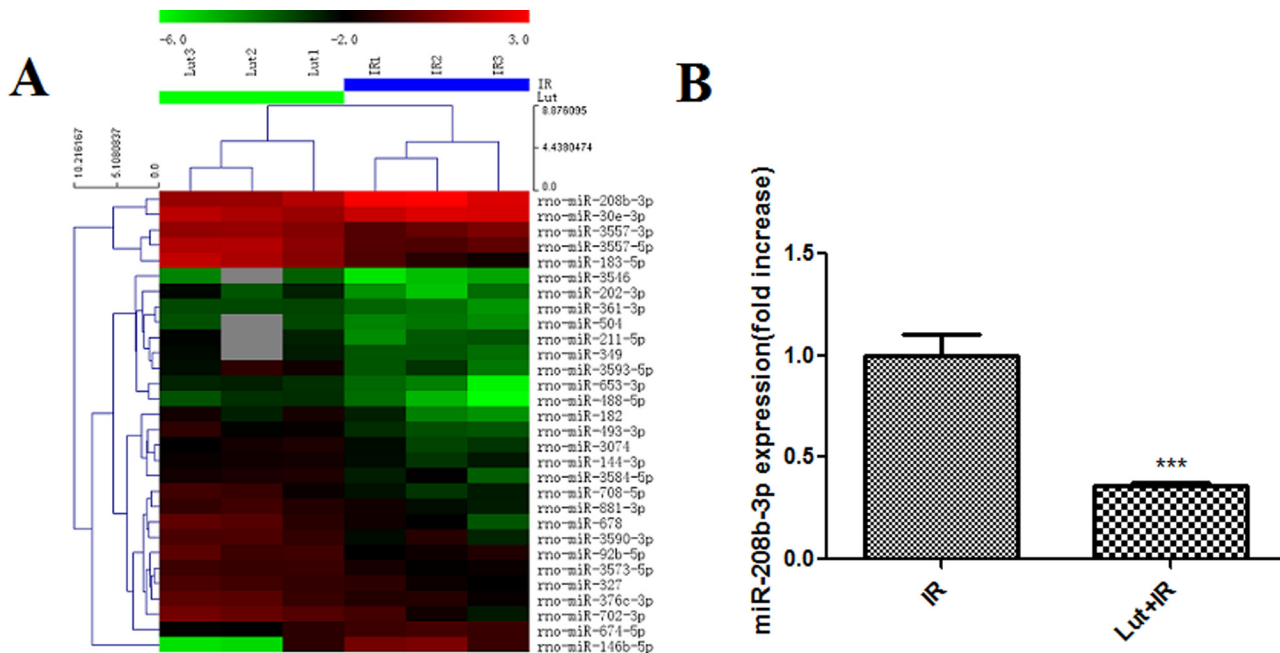 -6.0 -2.0 3.0
Lut3 Lut2 Lut1 IR1 IR2 IR3
A
IR
Lut
8.876095
4.4380474
0.0
10.216167 5.1080837 0.0
rno-miR-208b-3p
rno-miR-30e-3p
rno-miR-3557-3p
rno-miR-3557-5p
rno-miR-183-5p
rno-miR-3546
rno-miR-202-3p
rno-miR-361-3p
rno-miR-504
rno-miR-211-5p
rno-miR-349
rno-miR-3593-5p
rno-miR-653-3p
rno-miR-488-5p
rno-miR-182
rno-miR-493-3p
rno-miR-3074
rno-miR-144-3p
rno-miR-3584-5p
rno-miR-708-5p
rno-miR-881-3p
rno-miR-678
rno-miR-3590-3p
rno-miR-92b-5p
rno-miR-3573-5p
rno-miR-327
rno-miR-376c-3p
rno-miR-702-3p
rno-miR-674-5p
rno-miR-146b-5p
B
miR-208b-3p expression(fold increase)
1.5
1.0
0.5
0.0
***
IR
Lut+IR